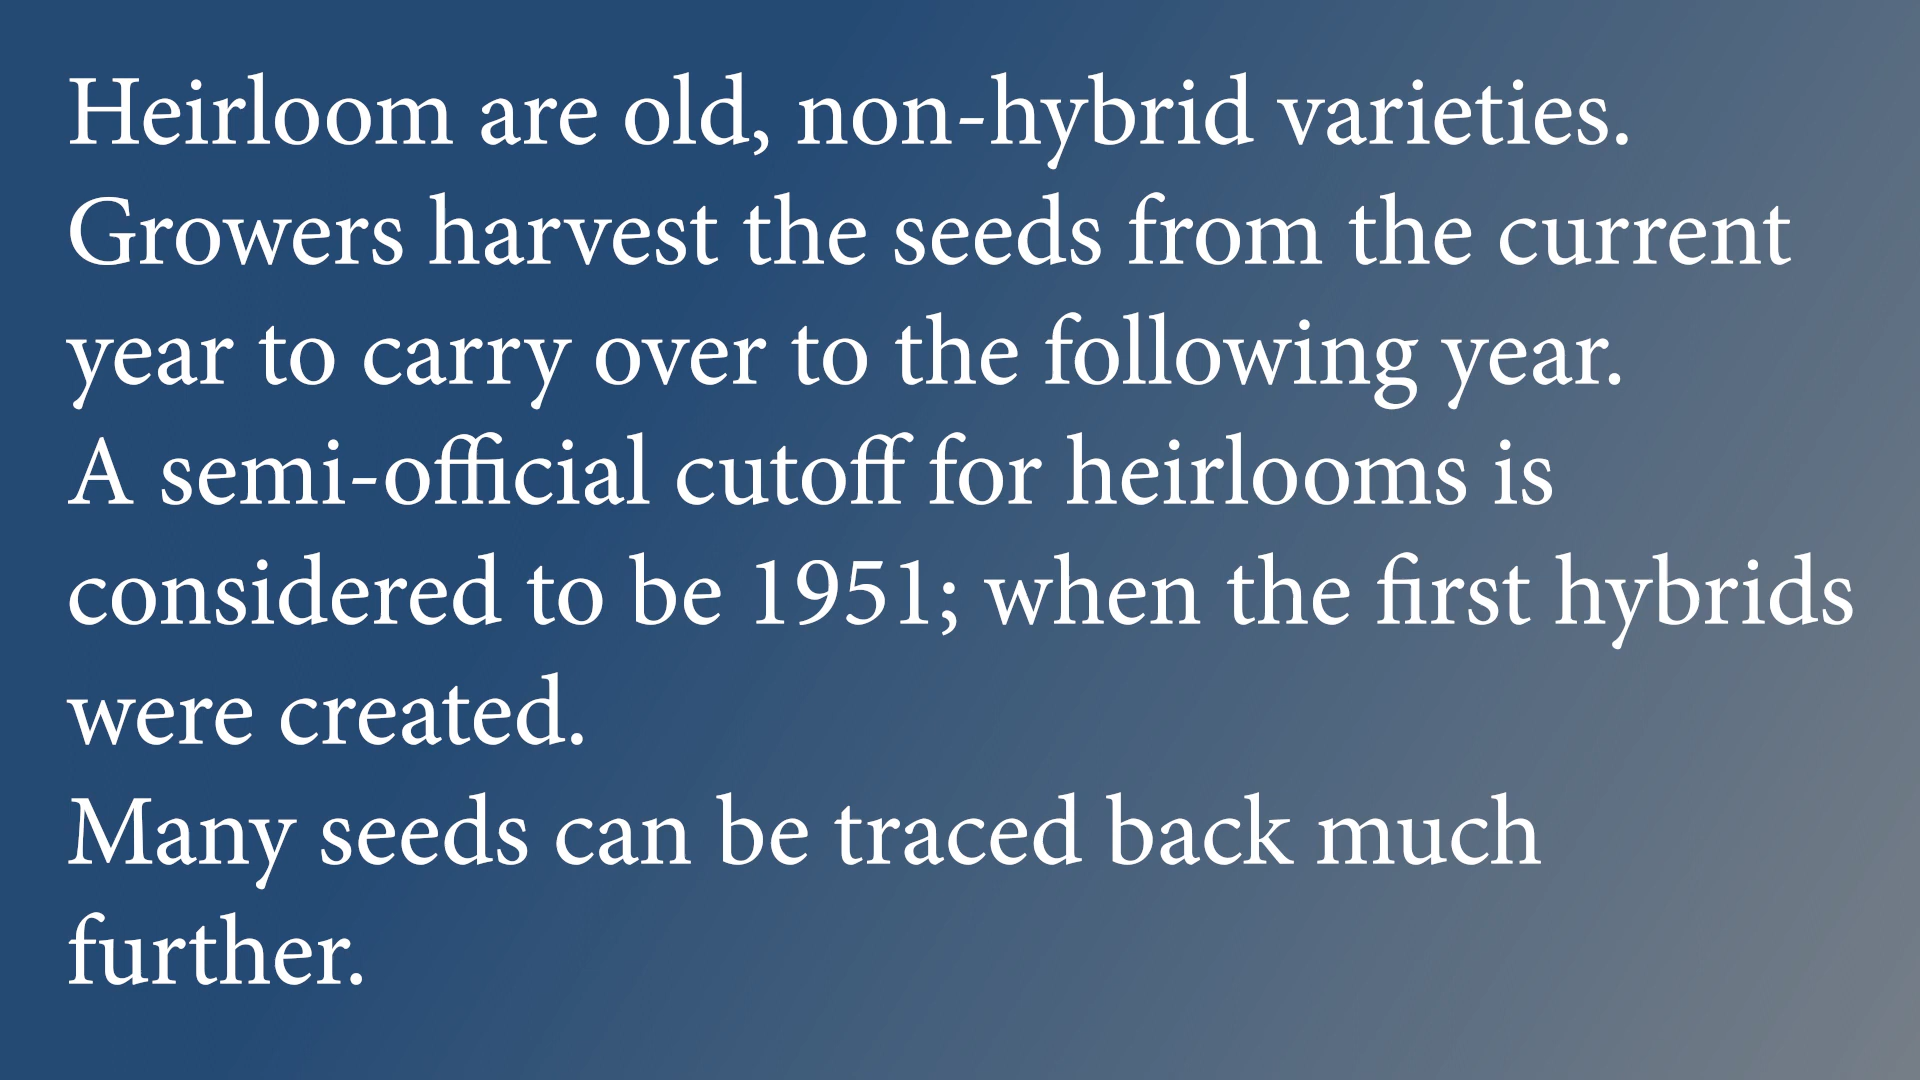 Heirloom are old, non-hybrid varieties.
Growers harvest the seeds from the current
year to carry over to the following year.
A semi-official cutoff for heirlooms is
considered to be 1951; when the first hybrids
were created.
Many seeds can be traced back much
further.